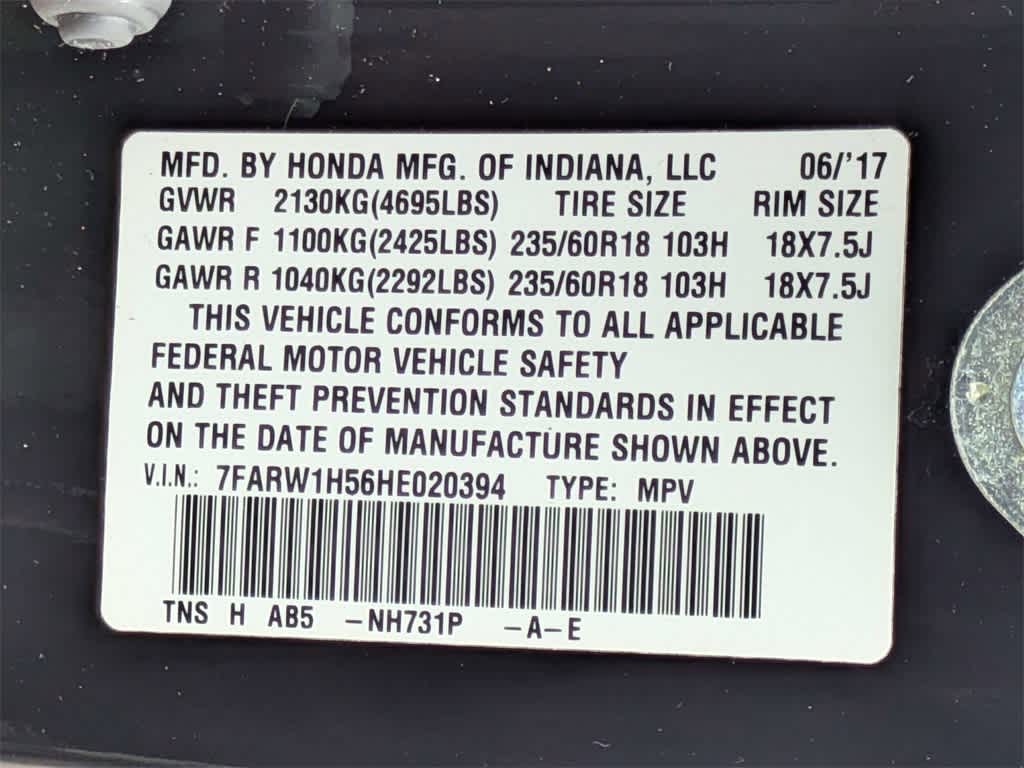 MFD. BY HONDA MFG. OF INDIANA, LLC 06/'17
GVWR 2130KG(4695LBS) TIRE SIZE RIM SIZE
GAWR F 1100KG(2425LBS) 235/60R18 103H 18X7.5J
GAWR R 1040KG(2292LBS) 235/60R18 103H 18X7.5J
THIS VEHICLE CONFORMS TO ALL APPLICABLE
FEDERAL MOTOR VEHICLE SAFETY
AND THEFT PREVENTION STANDARDS IN EFFECT
ON THE DATE OF MANUFACTURE SHOWN ABOVE.
V.I.N.: 7FARW1H56HE020394 TYPE: MPV
TNS H AB5 -NH731P -A-E